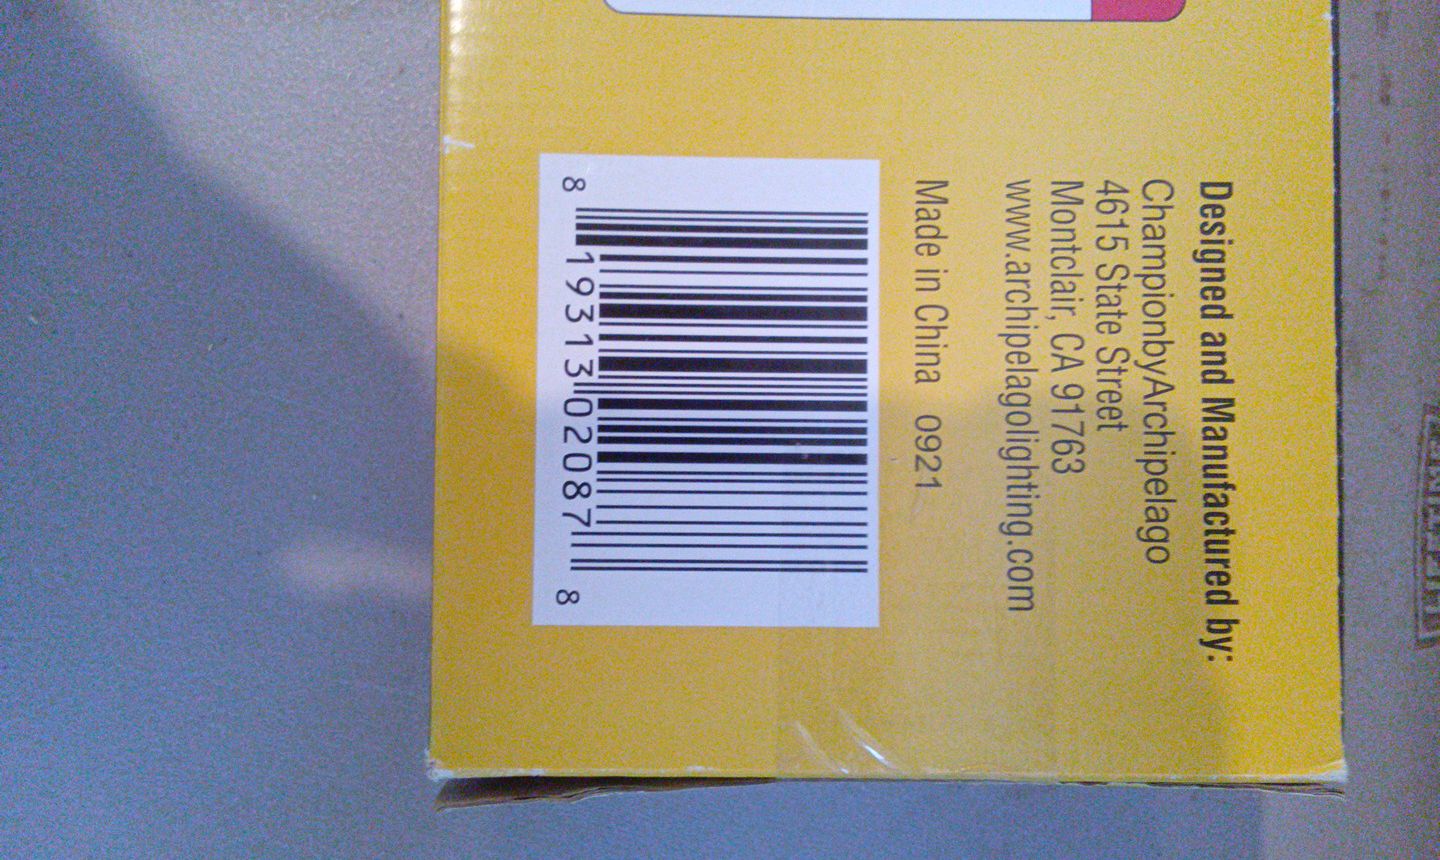 Designed and Manufactured by:
ChampionbyArchipelago
4615 State Street
Montclair, CA 91763
www.archipelagolighting.com
Made in China 0921
8 19313 02087 8